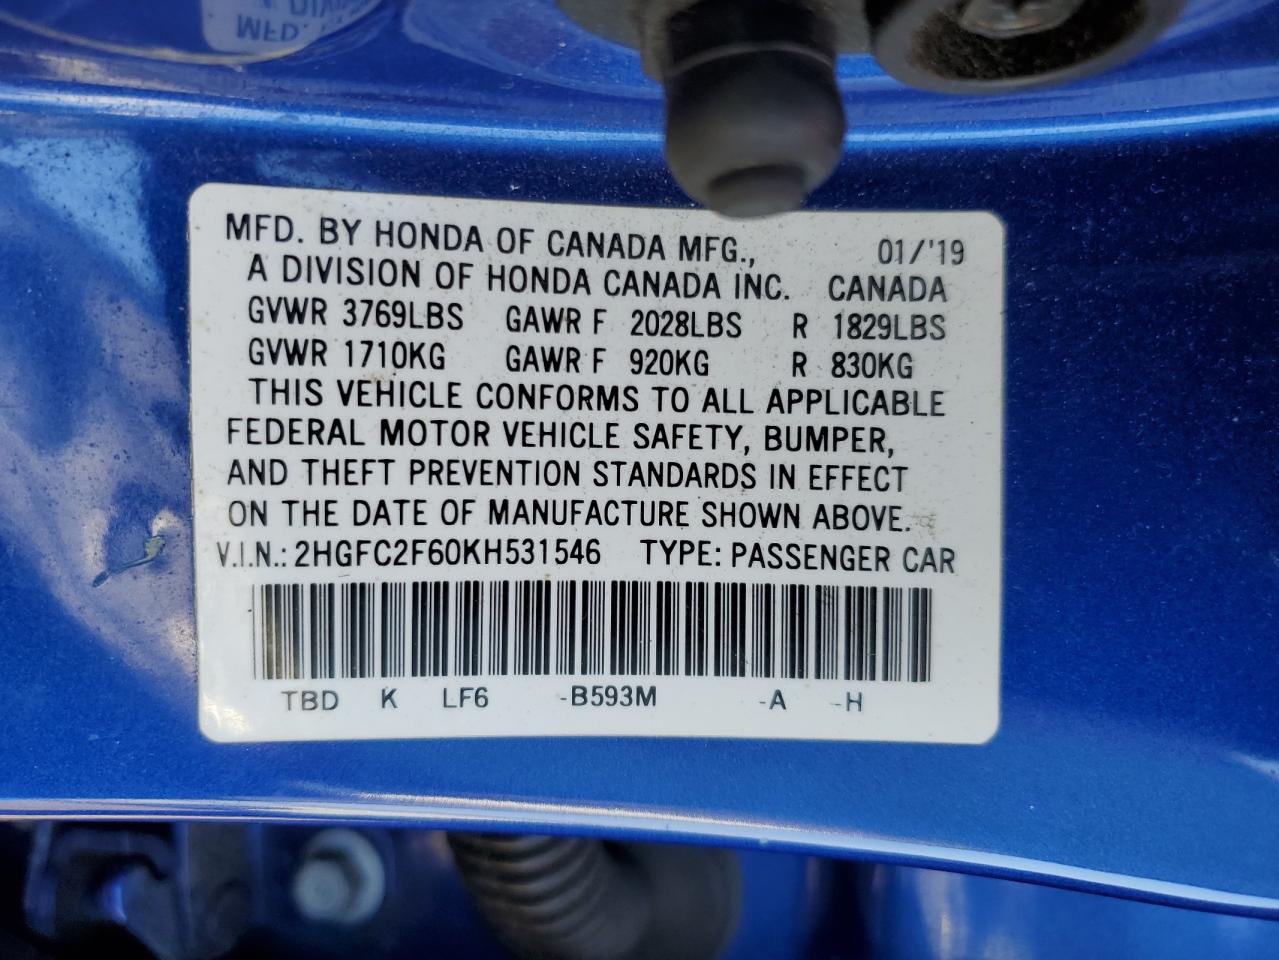 MFD. BY HONDA OF CANADA MFG., 01/'19
A DIVISION OF HONDA CANADA INC. CANADA
GVWR 3769LBS GAWR F 2028LBS R 1829LBS
GVWR 1710KG GAWR F 920KG R 830KG
THIS VEHICLE CONFORMS TO ALL APPLICABLE
FEDERAL MOTOR VEHICLE SAFETY, BUMPER,
AND THEFT PREVENTION STANDARDS IN EFFECT
ON THE DATE OF MANUFACTURE SHOWN ABOVE.
V.I.N.: 2HGFC2F60KH531546 TYPE: PASSENGER CAR
TBD K LF6 -B593M -A -H